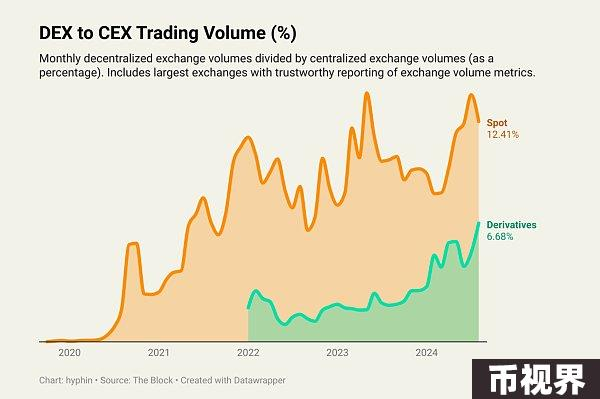 DEX to CEX Trading Volume (%)
Monthly decentralized exchange volumes divided by centralized exchange volumes (as a
percentage). Includes largest exchanges with trustworthy reporting of exchange volume metrics.
Spot
12.41%
Derivatives
6.68%
2020 2021 2022 2023 2024
Chart: hyphin • Source: The Block • Created with Datawrapper
币视界